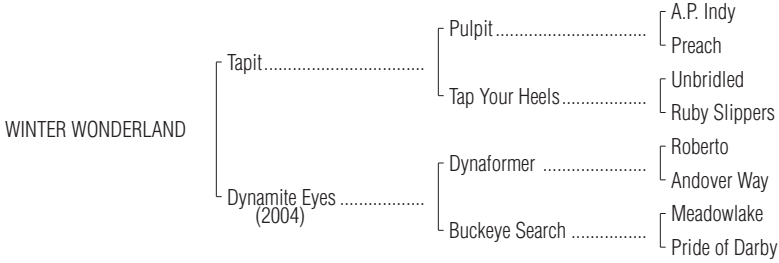 A.P. Indy
Pulpit..................................
Preach
Tapit....................................
Unbridled
Tap Your Heels...................
Ruby Slippers
WINTER WONDERLAND
Roberto
Dynaformer .......................
Andover Way
Dynamite Eyes ...................
(2004)
Meadowlake
Buckeye Search .................
Pride of Darby